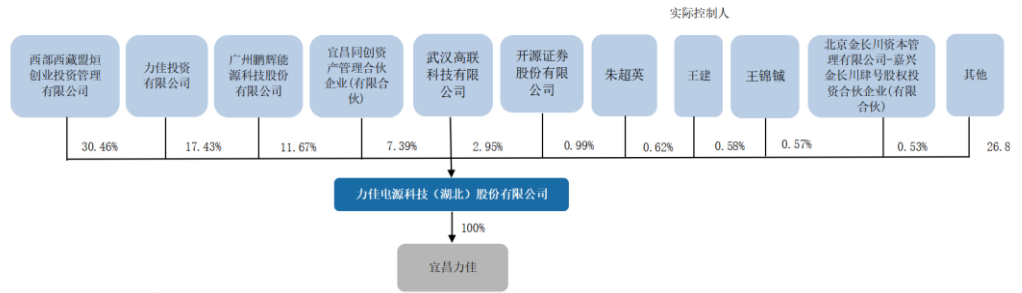 实际控制人
西部西藏盟烜
创业投资管理
有限公司
力佳投资
有限公司
广州鹏辉能
源科技股份
有限公司
宜昌同创资
产管理合伙
企业(有限合
伙)
武汉高联
科技有限
公司
开源证券
股份有限
公司
朱超英
王建
王锦铖
北京金长川资本管
理有限公司-嘉兴
金长川肆号股权投
资合伙企业(有限
合伙)
其他
30.46%
17.43%
11.67%
7.39%
2.95%
0.99%
0.62%
0.58%
0.57%
0.53%
26.8
力佳电源科技（湖北）股份有限公司
100%
宜昌力佳